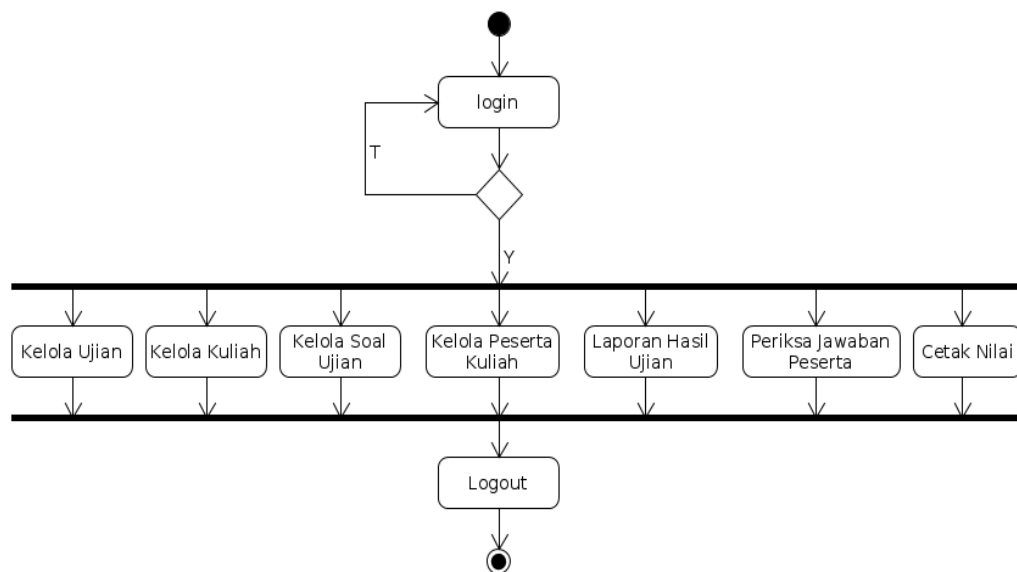 login
T
Y
Kelola Ujian
Kelola Kuliah
Kelola Soal
Ujian
Kelola Peserta
Kuliah
Laporan Hasil
Ujian
Periksa Jawaban
Peserta
Cetak Nilai
Logout